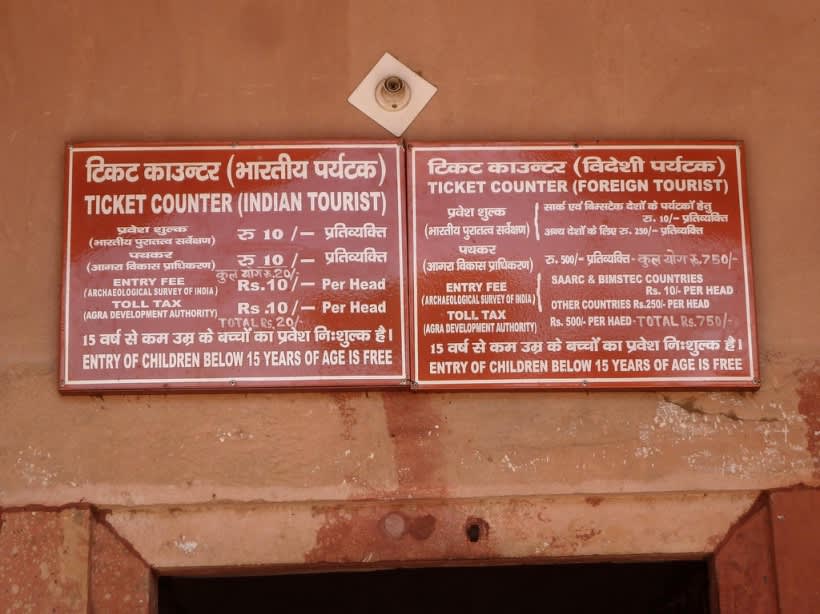 टिकट काउन्टर (भारतीय पर्यटक)
TICKET COUNTER (INDIAN TOURIST)
प्रवेश शुल्क
(भारतीय पुरातत्व सर्वेक्षण) रु 10 /— प्रतिव्यक्ति
पथकर
(आगरा विकास प्राधिकरण) रु 10 /— प्रतिव्यक्ति
कुल योग रु. 20/-
ENTRY FEE
(ARCHAEOLOGICAL SURVEY OF INDIA) Rs.10/— Per Head
TOLL TAX
(AGRA DEVELOPMENT AUTHORITY) Rs.10/— Per Head
TOTAL Rs. 20/-
15 वर्ष से कम उम्र के बच्चों का प्रवेश निःशुल्क है।
ENTRY OF CHILDREN BELOW 15 YEARS OF AGE IS FREE
टिकट काउन्टर (विदेशी पर्यटक)
TICKET COUNTER (FOREIGN TOURIST)
प्रवेश शुल्क
(भारतीय पुरातत्व सर्वेक्षण)
सार्क एवं बिम्सटेक देशों के पर्यटकों हेतु
रु. 10/— प्रतिव्यक्ति
अन्य देशों के लिए रु. 250/— प्रतिव्यक्ति
पथकर
(आगरा विकास प्राधिकरण) रु. 500/— प्रतिव्यक्ति - कुल योग रु. 750/-
ENTRY FEE
(ARCHAEOLOGICAL SURVEY OF INDIA)
SAARC & BIMSTEC COUNTRIES
Rs. 10/- PER HEAD
OTHER COUNTRIES Rs.250/- PER HEAD
TOLL TAX
(AGRA DEVELOPMENT AUTHORITY) Rs. 500/- PER HAED - TOTAL Rs. 750/-
15 वर्ष से कम उम्र के बच्चों का प्रवेश निःशुल्क है।
ENTRY OF CHILDREN BELOW 15 YEARS OF AGE IS FREE